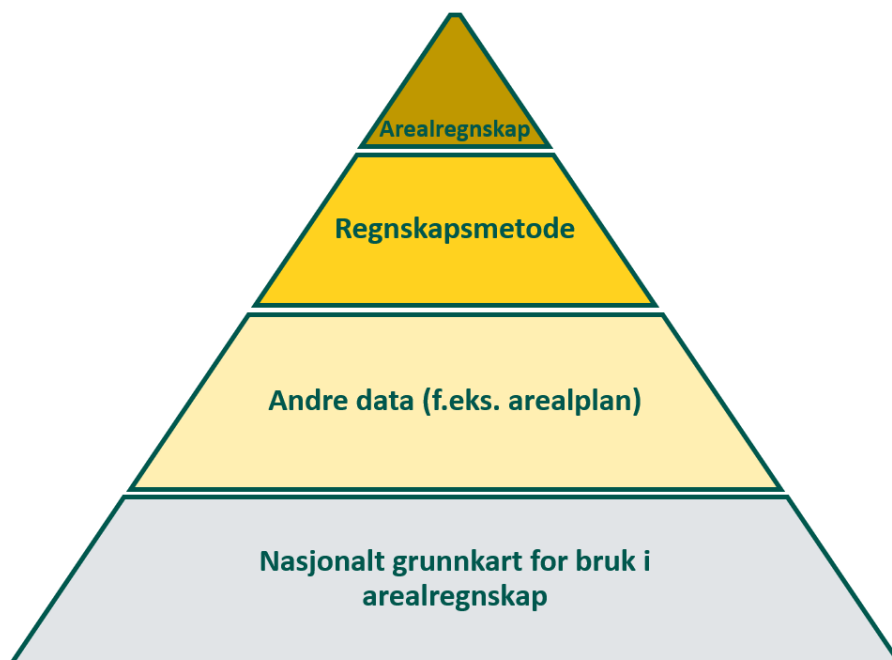 Arealregnskap
Regnskapsmetode
Andre data (f.eks. arealplan)
Nasjonalt grunnkart for bruk i
arealregnskap